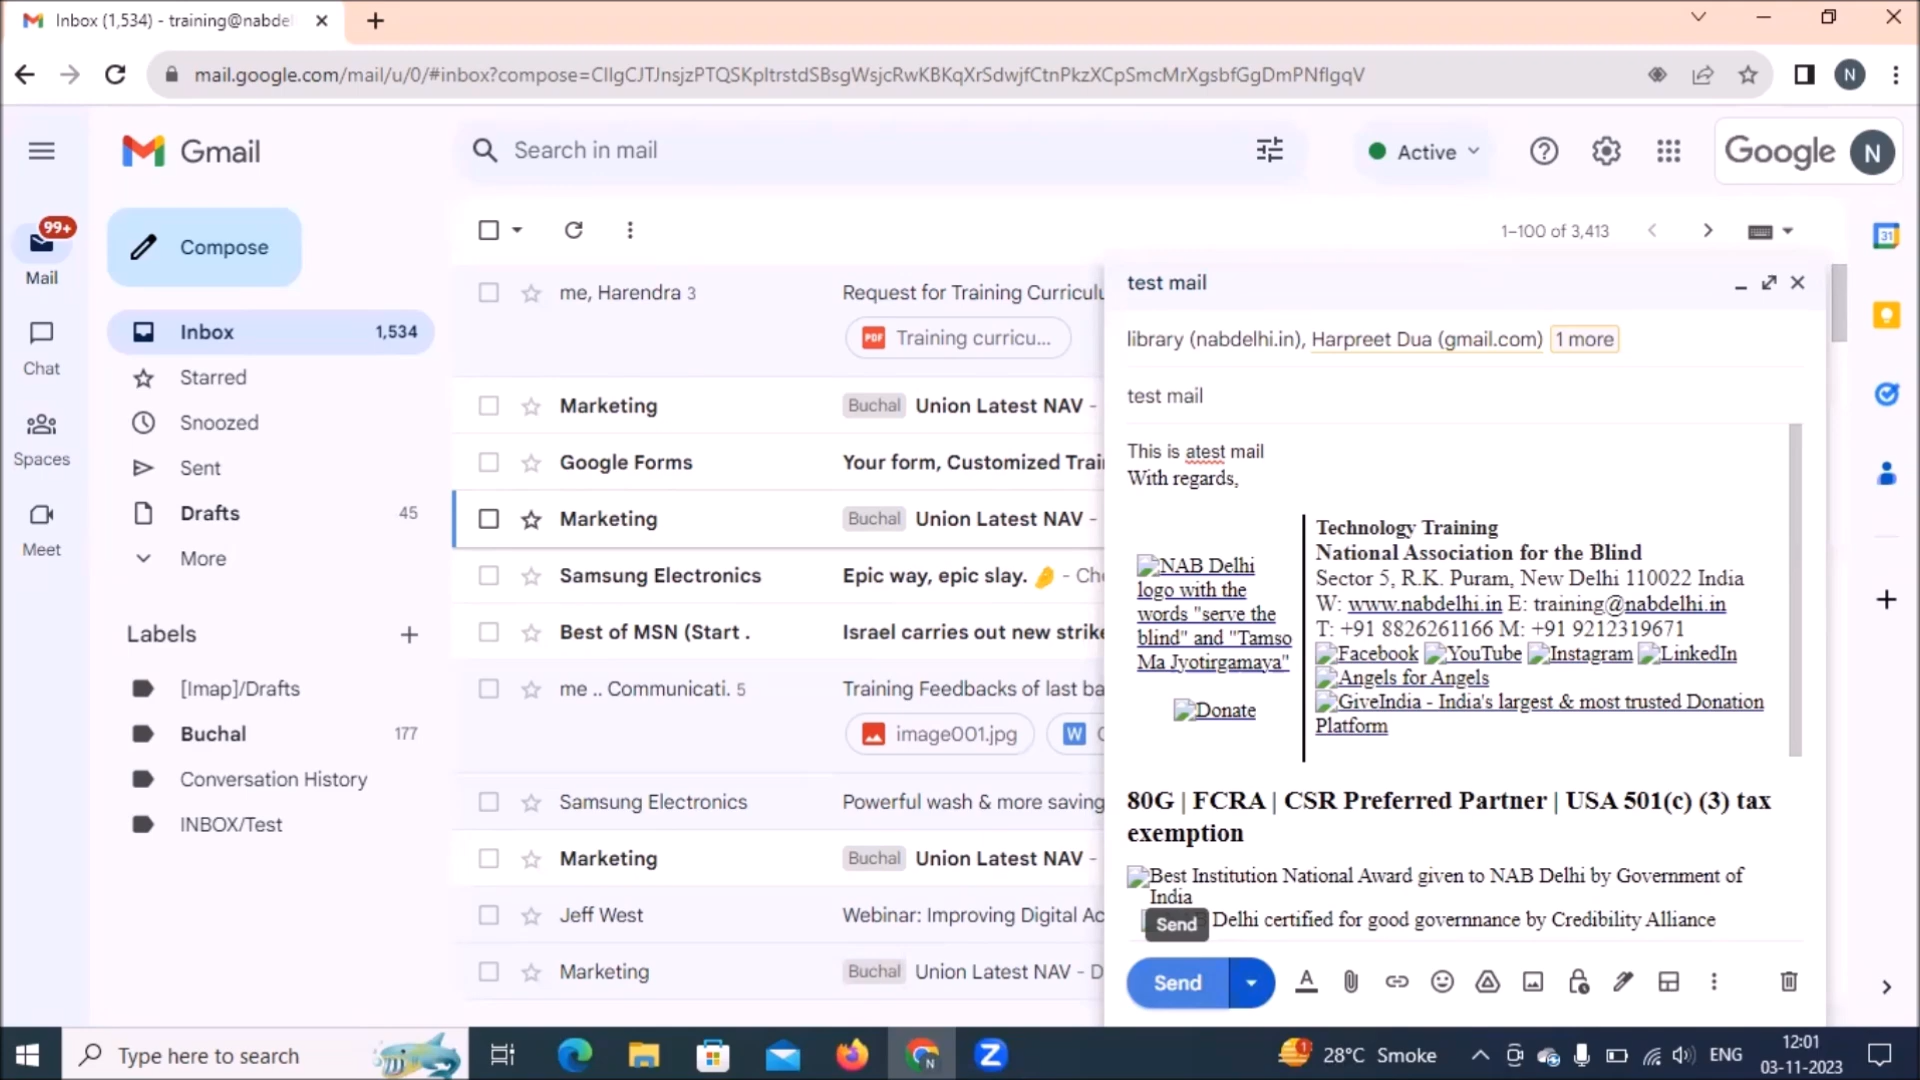 Inbox (1,534) - training@nabdel
mail.google.com/mail/u/0/#inbox?compose=CllgCJTJnsjzPTQSKpltrstdSBsgWsjcRwKBKqXrSdwjfCtnPkzXCpSmcMrXgsbfGgDmPNflgqV
N
Gmail
Search in mail
Active
Google
N
99+
Mail
Chat
Spaces
Meet
Compose
Inbox 1,534
Starred
Snoozed
Sent
Drafts 45
More
Labels
[Imap]/Drafts
Buchal 177
Conversation History
INBOX/Test
1–100 of 3,413
me, Harendra 3 Request for Training Curricul
PDF Training curricu...
Marketing Buchal Union Latest NAV -
Google Forms Your form, Customized Trai
Marketing Buchal Union Latest NAV -
Samsung Electronics Epic way, epic slay. - Che
Best of MSN (Start . Israel carries out new strike
me .. Communicati. 5 Training Feedbacks of last ba
image001.jpg W
Samsung Electronics Powerful wash & more saving
Marketing Buchal Union Latest NAV -
Jeff West Webinar: Improving Digital Ac
Marketing Buchal Union Latest NAV - D
test mail
library (nabdelhi.in), Harpreet Dua (gmail.com) 1 more
test mail
This is atest mail
With regards,
NAB Delhi
logo with the
words "serve the
blind" and "Tamso
Ma Jyotirgamaya"
Donate
Technology Training
National Association for the Blind
Sector 5, R.K. Puram, New Delhi 110022 India
W: www.nabdelhi.in E: training@nabdelhi.in
T: +91 8826261166 M: +91 9212319671
Facebook YouTube Instagram LinkedIn
Angels for Angels
GiveIndia - India's largest & most trusted Donation
Platform
80G | FCRA | CSR Preferred Partner | USA 501(c) (3) tax
exemption
Best Institution National Award given to NAB Delhi by Government of
India
Delhi certified for good governance by Credibility Alliance
Send
Send
31
Type here to search
N
Z
1
28°C Smoke
ENG
12:01
03-11-2023